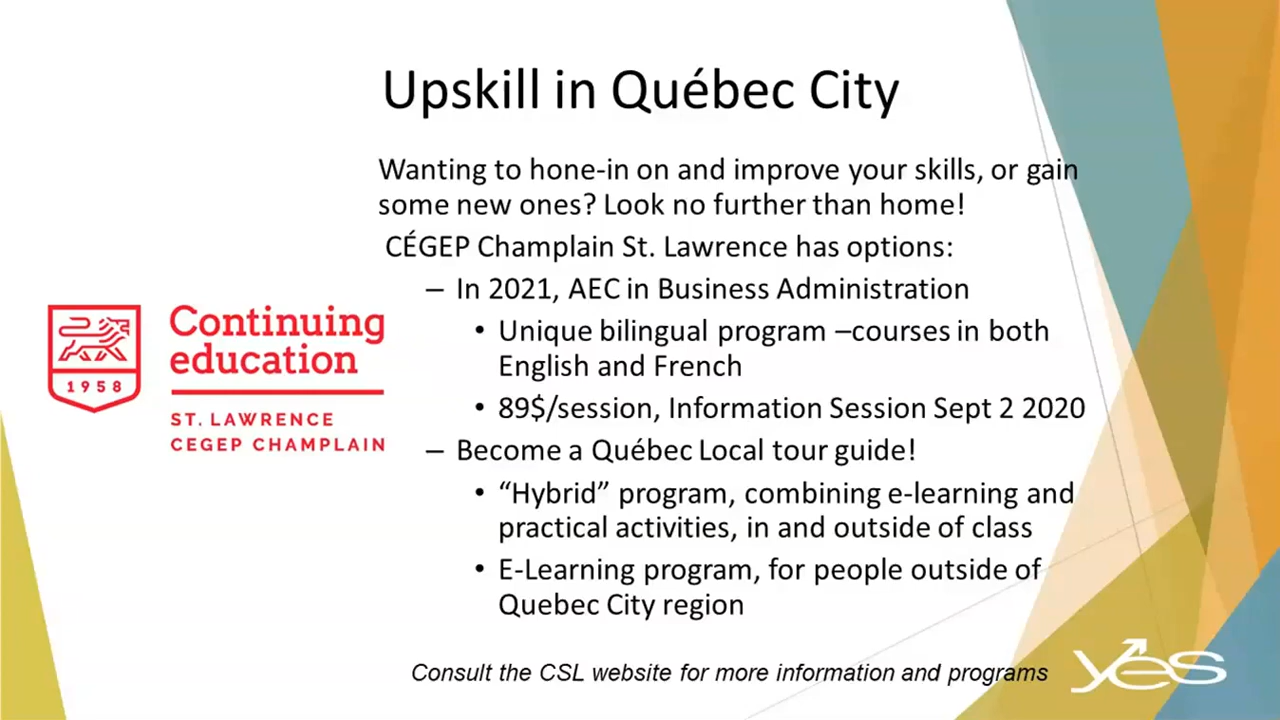 Upskill in Québec City
Wanting to hone-in on and improve your skills, or gain
some new ones? Look no further than home!
CÉGEP Champlain St. Lawrence has options:
– In 2021, AEC in Business Administration
• Unique bilingual program –courses in both
English and French
• 89$/session, Information Session Sept 2 2020
– Become a Québec Local tour guide!
• “Hybrid” program, combining e-learning and
practical activities, in and outside of class
• E-Learning program, for people outside of
Quebec City region
Continuing
education
1958
ST. LAWRENCE
CEGEP CHAMPLAIN
Consult the CSL website for more information and programs
yes